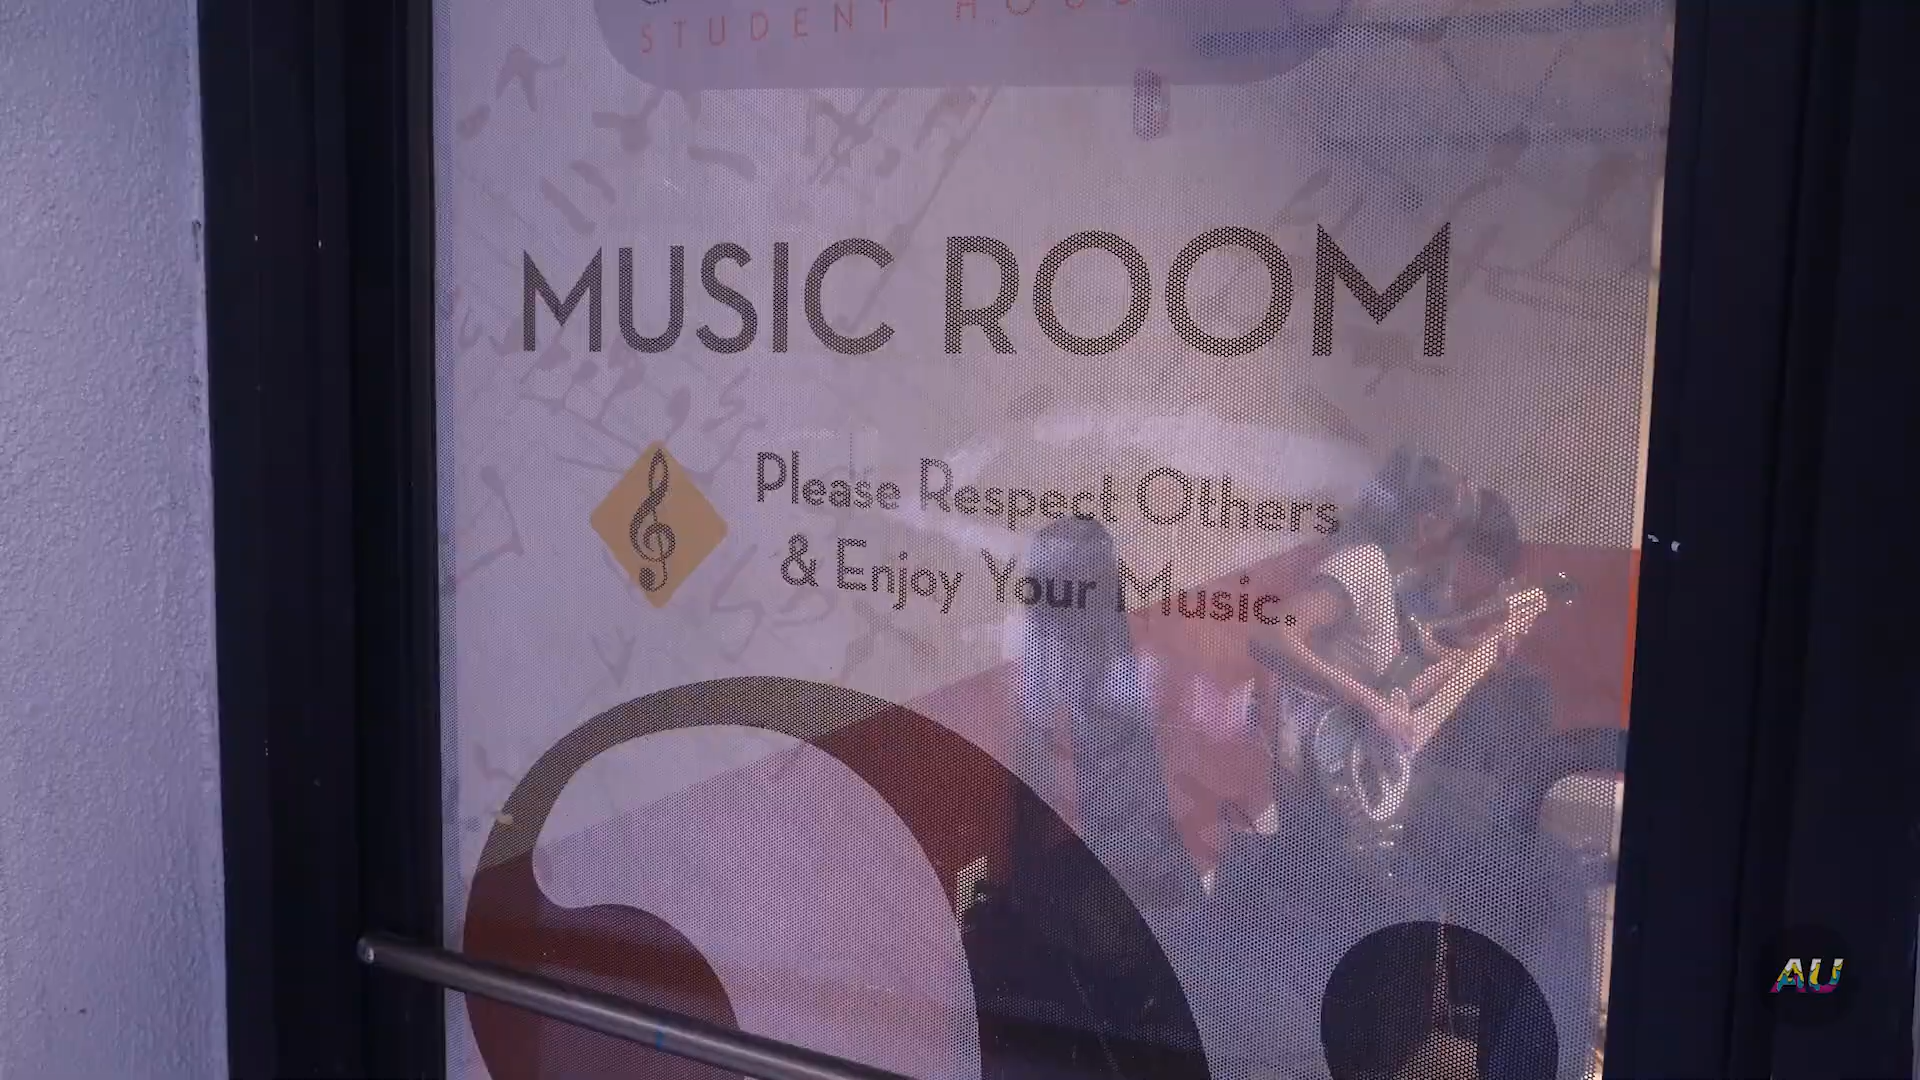 STUDENT
MUSIC ROOM
Please Respect Others
& Enjoy Your Music.
AU